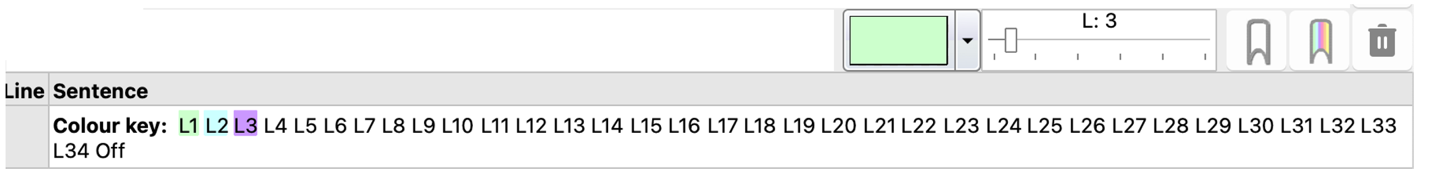 L: 3
Line Sentence
Colour key: L1 L2 L3 L4 L5 L6 L7 L8 L9 L10 L11 L12 L13 L14 L15 L16 L17 L18 L19 L20 L21 L22 L23 L24 L25 L26 L27 L28 L29 L30 L31 L32 L33
L34 Off